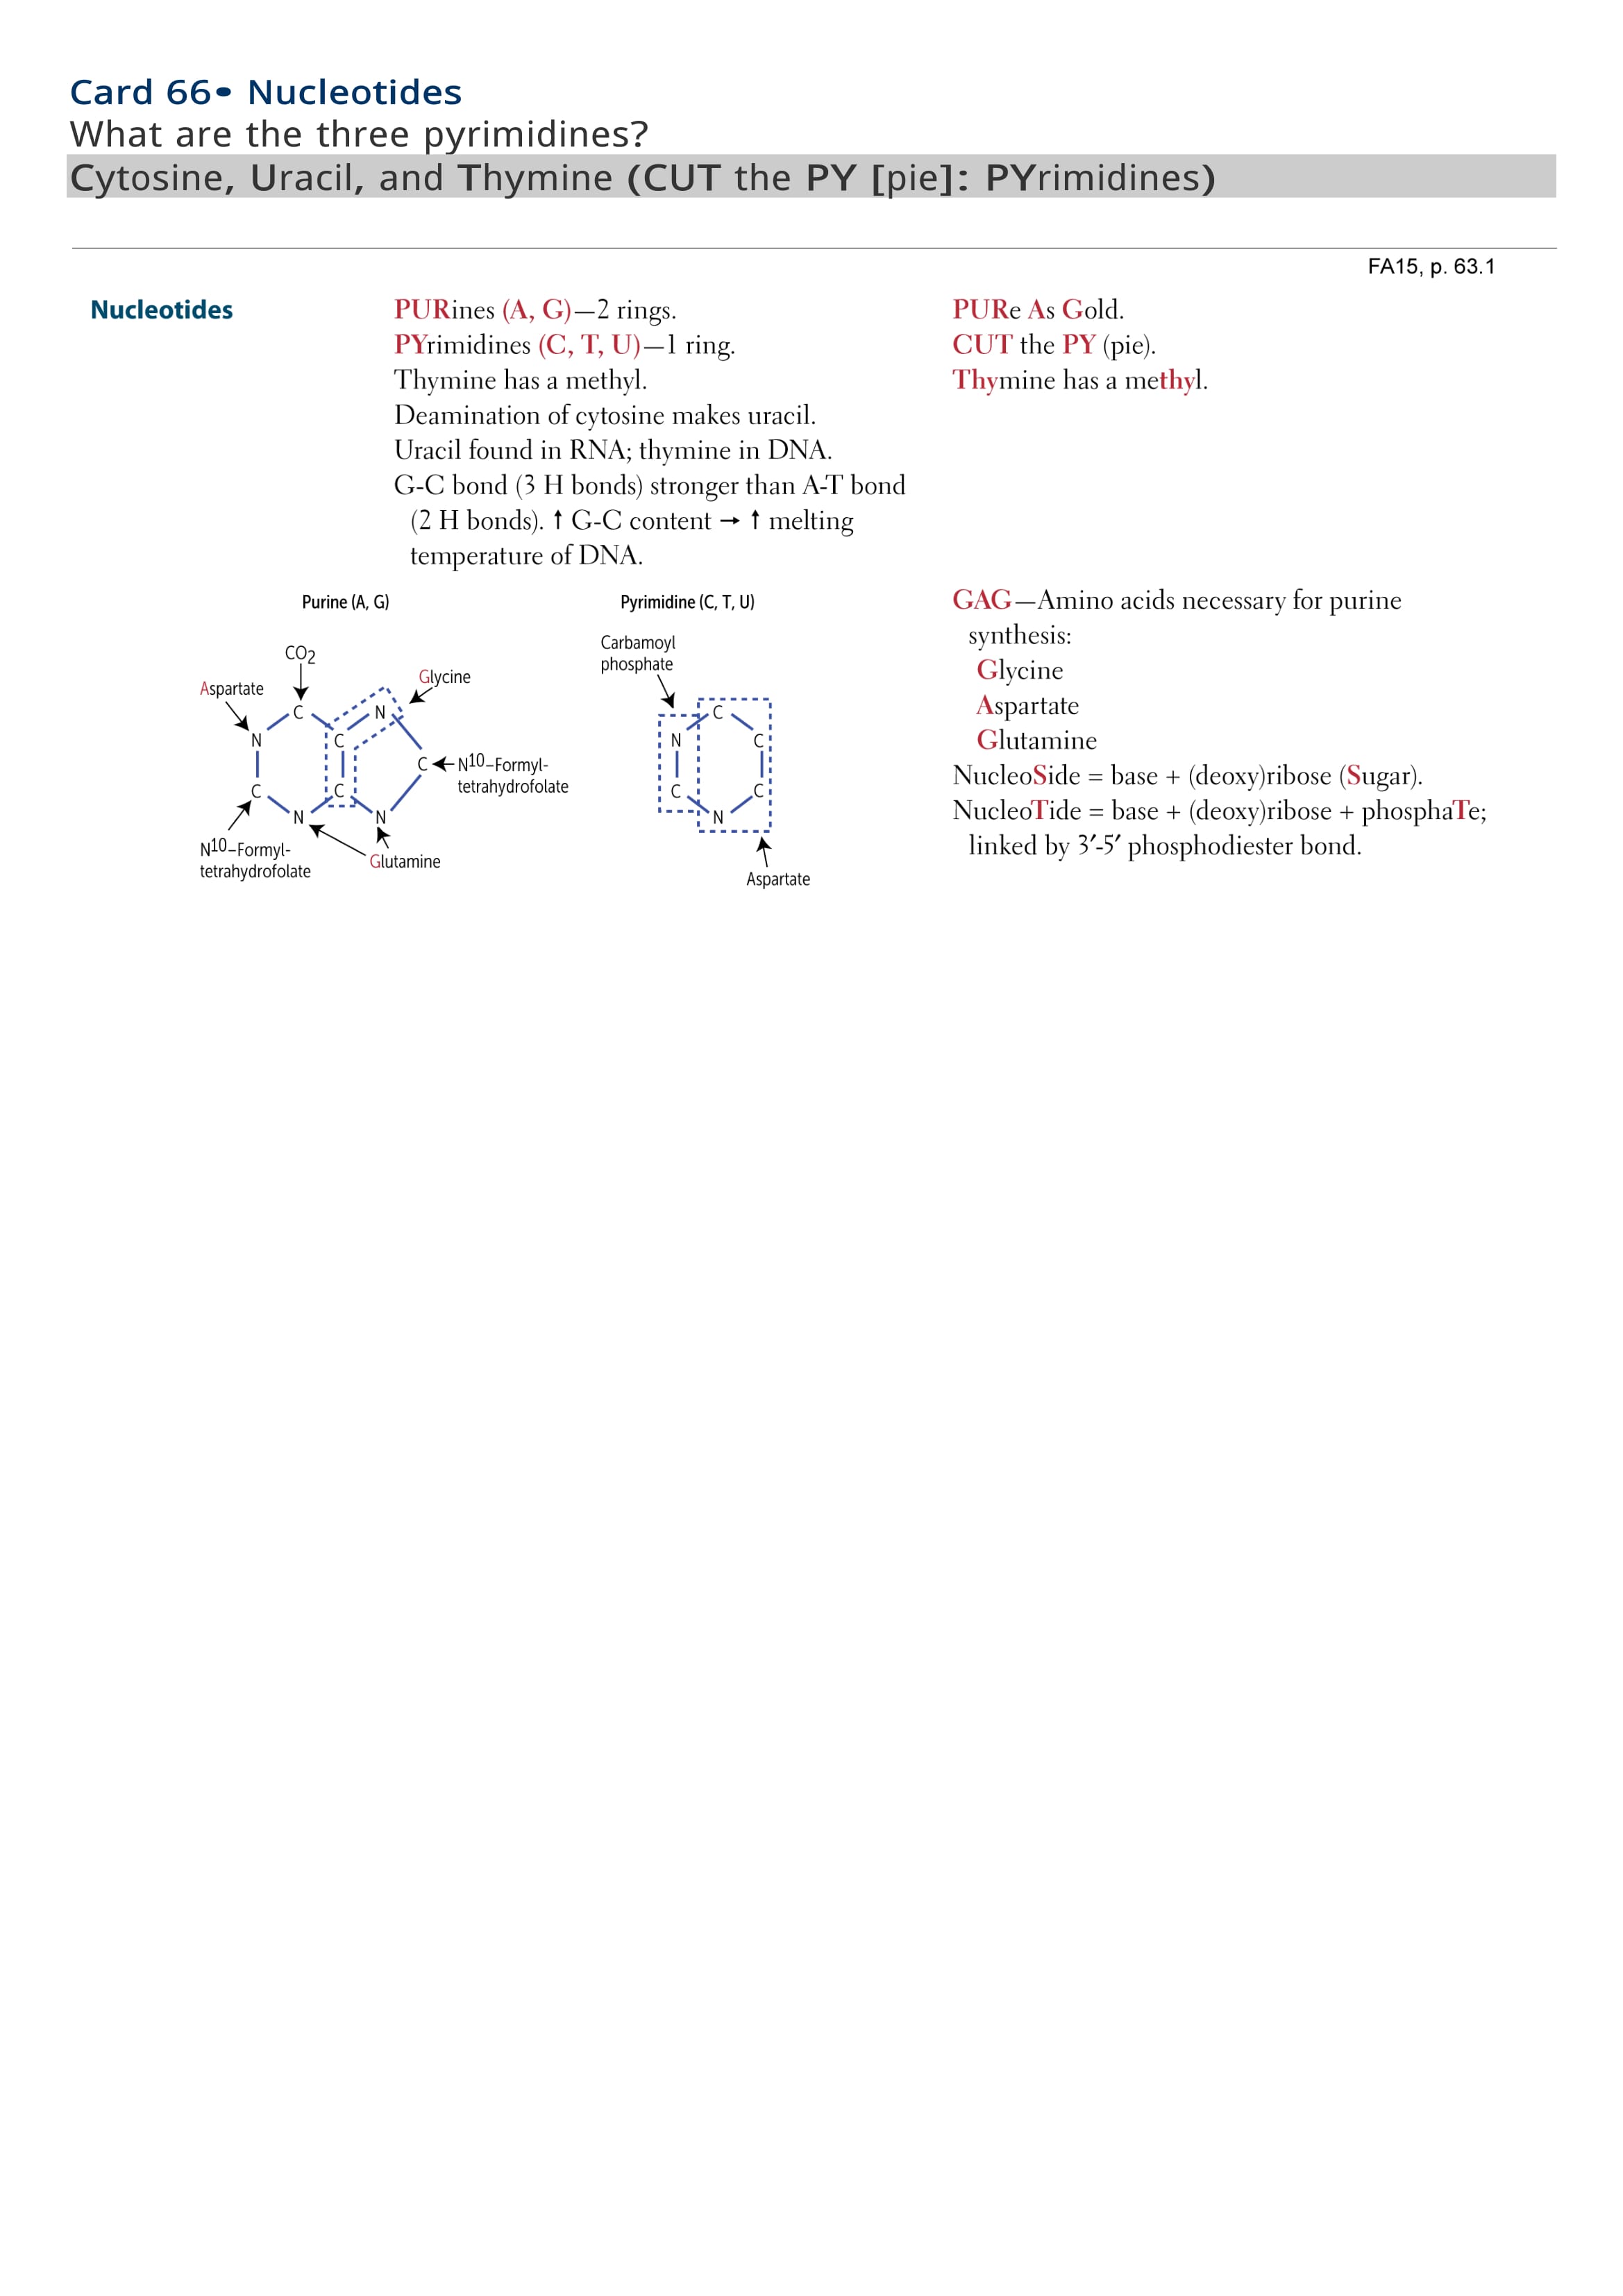 Card 66• Nucleotides
What are the three pyrimidines?
Cytosine, Uracil, and Thymine (CUT the PY [pie]: PYrimidines)
FA15, p. 63.1
Nucleotides
PURines (A, G)—2 rings.
PYrimidines (C, T, U)—1 ring.
Thymine has a methyl.
Deamination of cytosine makes uracil.
Uracil found in RNA; thymine in DNA.
G-C bond (3 H bonds) stronger than A-T bond
(2 H bonds). ↑ G-C content → ↑ melting
temperature of DNA.
PURe As Gold.
CUT the PY (pie).
Thymine has a methyl.
Purine (A, G)
CO2
Aspartate
Glycine
C
N
N
C
C
N10–Formyl-
tetrahydrofolate
C
C
N
N
N10–Formyl-
tetrahydrofolate
Glutamine
Pyrimidine (C, T, U)
Carbamoyl
phosphate
C
N
C
C
C
N
Aspartate
GAG—Amino acids necessary for purine
synthesis:
Glycine
Aspartate
Glutamine
NucleoSide = base + (deoxy)ribose (Sugar).
NucleoTide = base + (deoxy)ribose + phosphaTe;
linked by 3′-5′ phosphodiester bond.